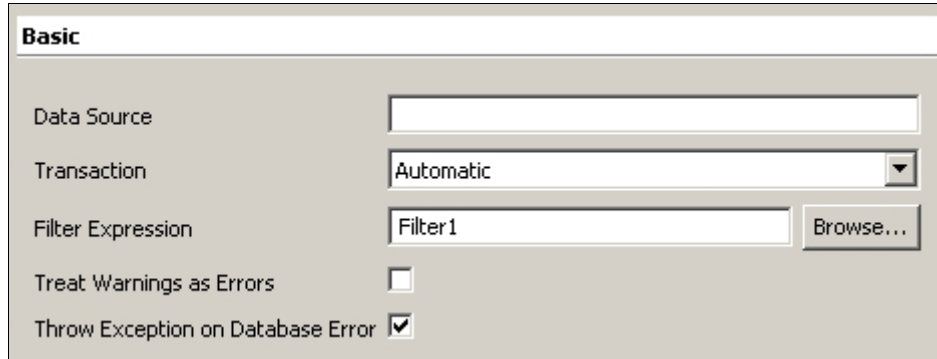 Basic
Data Source
Transaction Automatic
Filter Expression Filter1 Browse...
Treat Warnings as Errors
Throw Exception on Database Error